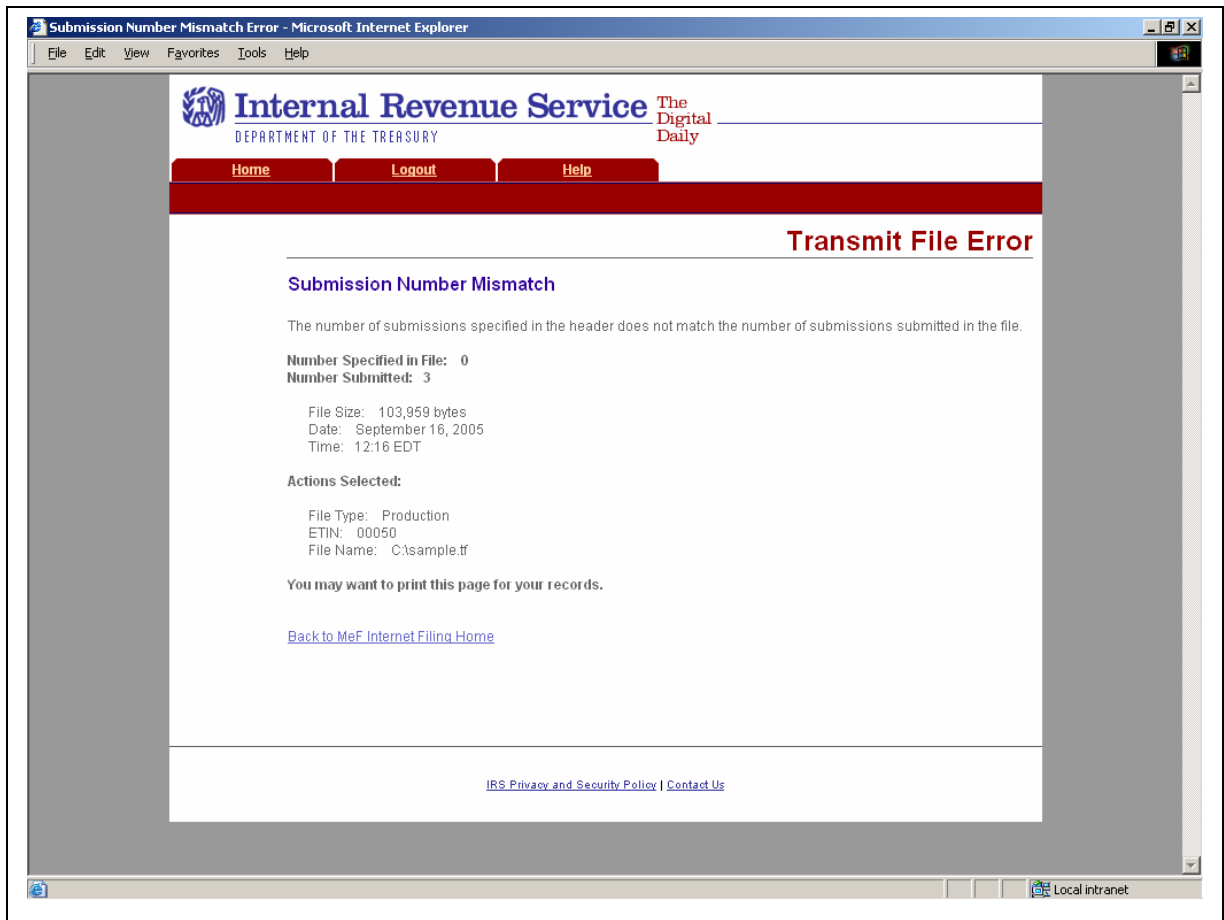 Submission Number Mismatch Error - Microsoft Internet Explorer
File Edit View Favorites Tools Help
Internal Revenue Service
DEPARTMENT OF THE TREASURY
The
Digital
Daily
Home Logout Help
Transmit File Error
Submission Number Mismatch
The number of submissions specified in the header does not match the number of submissions submitted in the file.
Number Specified in File: 0
Number Submitted: 3
File Size: 103,959 bytes
Date: September 16, 2005
Time: 12:16 EDT
Actions Selected:
File Type: Production
ETIN: 00050
File Name: C:\sample.tf
You may want to print this page for your records.
Back to MeF Internet Filing Home
IRS Privacy and Security Policy | Contact Us
Local intranet